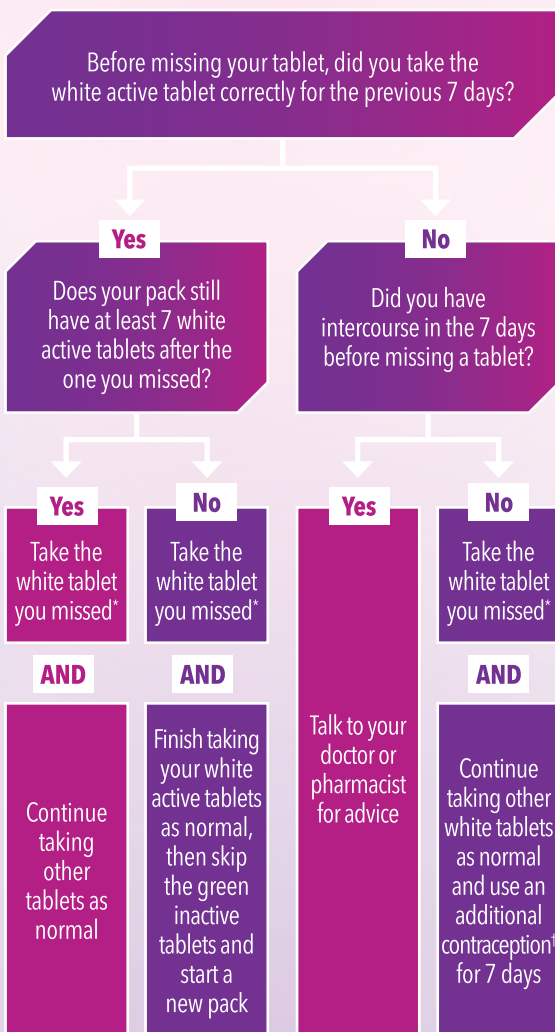 Before missing your tablet, did you take the
white active tablet correctly for the previous 7 days?
Yes
Does your pack still
have at least 7 white
active tablets after the
one you missed?
Yes
Take the
white tablet
you missed*
AND
Continue
taking
other
tablets as
normal
No
Take the
white tablet
you missed*
AND
Finish taking
your white
active tablets
as normal,
then skip
the green
inactive
tablets and
start a
new pack
No
Did you have
intercourse in the 7 days
before missing a tablet?
Yes
Talk to your
doctor or
pharmacist
for advice
No
Take the
white tablet
you missed*
AND
Continue
taking other
white tablets
as normal
and use an
additional
contraception†
for 7 days